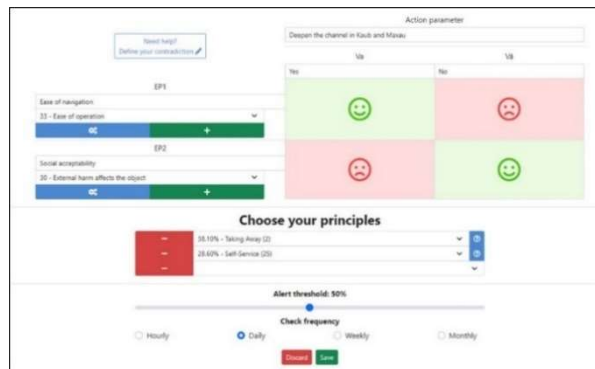 Action parameter
Need help?
Define your contradiction
Deepen the channel in Kaub and Maxau
Va
Vā
Yes
No
EP1
Ease of navigation
33 - Ease of operation
+
EP2
Social acceptability
30 - External harm affects the object
+
Choose your principles
38.10% - Taking Away (2)
28.60% - Self-Service (25)
Alert threshold: 50%
Check frequency
Hourly
Daily
Weekly
Monthly
Discard
Save